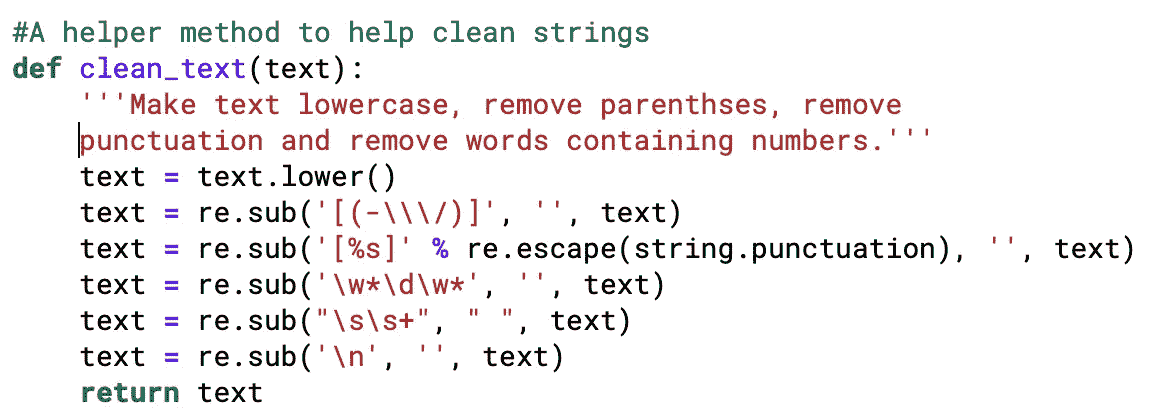 #A helper method to help clean strings
def clean_text(text):
    '''Make text lowercase, remove parenthses, remove
    punctuation and remove words containing numbers.'''
    text = text.lower()
    text = re.sub('[(-\\\/)]', '', text)
    text = re.sub('[%s]' % re.escape(string.punctuation), '', text)
    text = re.sub('\w*\d\w*', '', text)
    text = re.sub("\s\s+", " ", text)
    text = re.sub('\n', '', text)
    return text